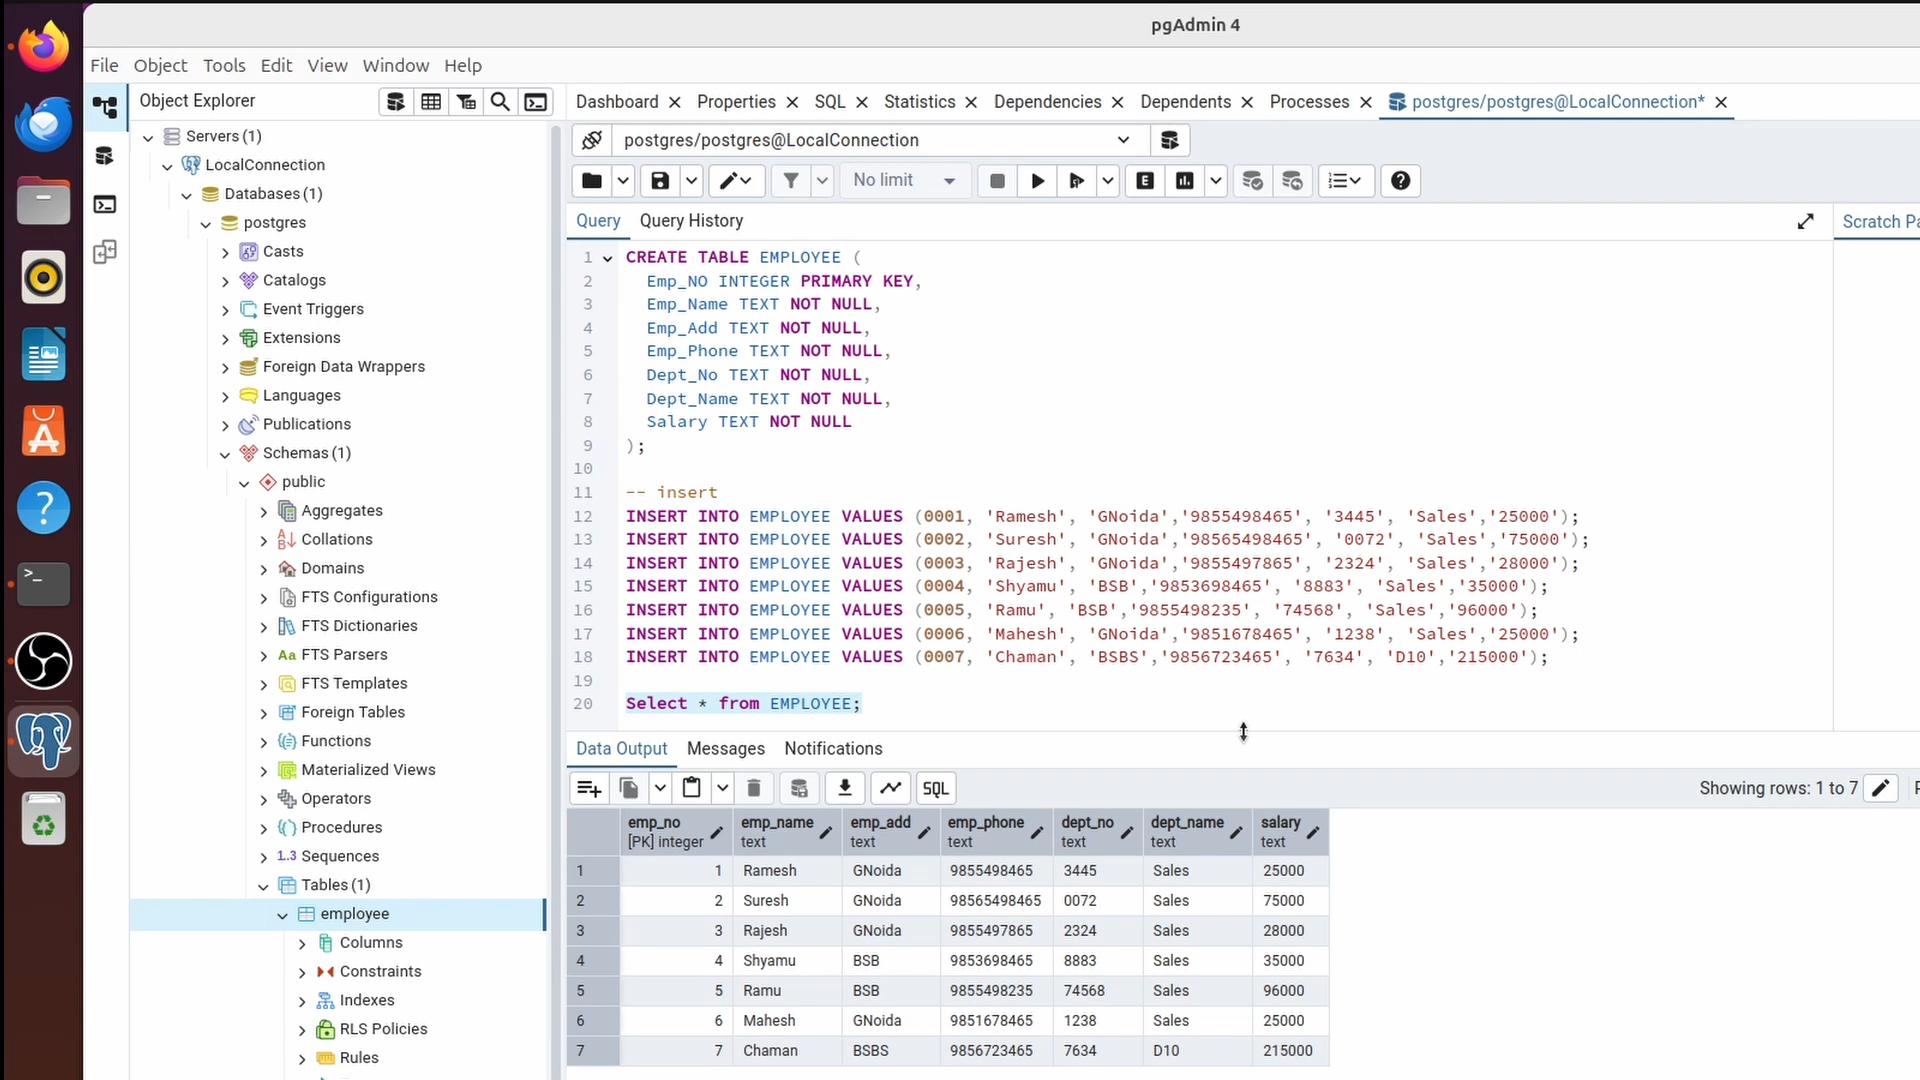 pgAdmin 4
File Object Tools Edit View Window Help
Object Explorer
Servers (1)
LocalConnection
Databases (1)
postgres
Casts
Catalogs
Event Triggers
Extensions
Foreign Data Wrappers
Languages
Publications
Schemas (1)
public
Aggregates
Collations
Domains
FTS Configurations
FTS Dictionaries
Aa FTS Parsers
FTS Templates
Foreign Tables
Functions
Materialized Views
Operators
Procedures
1.3 Sequences
Tables (1)
employee
Columns
Constraints
Indexes
RLS Policies
Rules
Dashboard Properties SQL Statistics Dependencies Dependents Processes postgres/postgres@LocalConnection*
postgres/postgres@LocalConnection
No limit E
Query Query History
Scratch Pa
1 CREATE TABLE EMPLOYEE (
2 Emp_NO INTEGER PRIMARY KEY,
3 Emp_Name TEXT NOT NULL,
4 Emp_Add TEXT NOT NULL,
5 Emp_Phone TEXT NOT NULL,
6 Dept_No TEXT NOT NULL,
7 Dept_Name TEXT NOT NULL,
8 Salary TEXT NOT NULL
9 );
10
11 -- insert
12 INSERT INTO EMPLOYEE VALUES (0001, 'Ramesh', 'GNoida','9855498465', '3445', 'Sales','25000');
13 INSERT INTO EMPLOYEE VALUES (0002, 'Suresh', 'GNoida','98565498465', '0072', 'Sales','75000');
14 INSERT INTO EMPLOYEE VALUES (0003, 'Rajesh', 'GNoida','9855497865', '2324', 'Sales','28000');
15 INSERT INTO EMPLOYEE VALUES (0004, 'Shyamu', 'BSB','9853698465', '8883', 'Sales','35000');
16 INSERT INTO EMPLOYEE VALUES (0005, 'Ramu', 'BSB','9855498235', '74568', 'Sales','96000');
17 INSERT INTO EMPLOYEE VALUES (0006, 'Mahesh', 'GNoida','9851678465', '1238', 'Sales','25000');
18 INSERT INTO EMPLOYEE VALUES (0007, 'Chaman', 'BSBS','9856723465', '7634', 'D10','215000');
19
20 Select * from EMPLOYEE;
Data Output Messages Notifications
SQL
Showing rows: 1 to 7
emp_no emp_name emp_add emp_phone dept_no dept_name salary
[PK] integer text text text text text text
1 1 Ramesh GNoida 9855498465 3445 Sales 25000
2 2 Suresh GNoida 98565498465 0072 Sales 75000
3 3 Rajesh GNoida 9855497865 2324 Sales 28000
4 4 Shyamu BSB 9853698465 8883 Sales 35000
5 5 Ramu BSB 9855498235 74568 Sales 96000
6 6 Mahesh GNoida 9851678465 1238 Sales 25000
7 7 Chaman BSBS 9856723465 7634 D10 215000